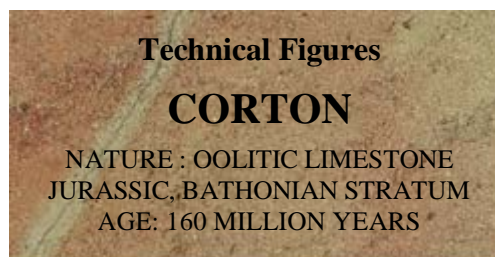 Technical Figures
CORTON
NATURE : OOLITIC LIMESTONE
JURASSIC, BATHONIAN STRATUM
AGE: 160 MILLION YEARS